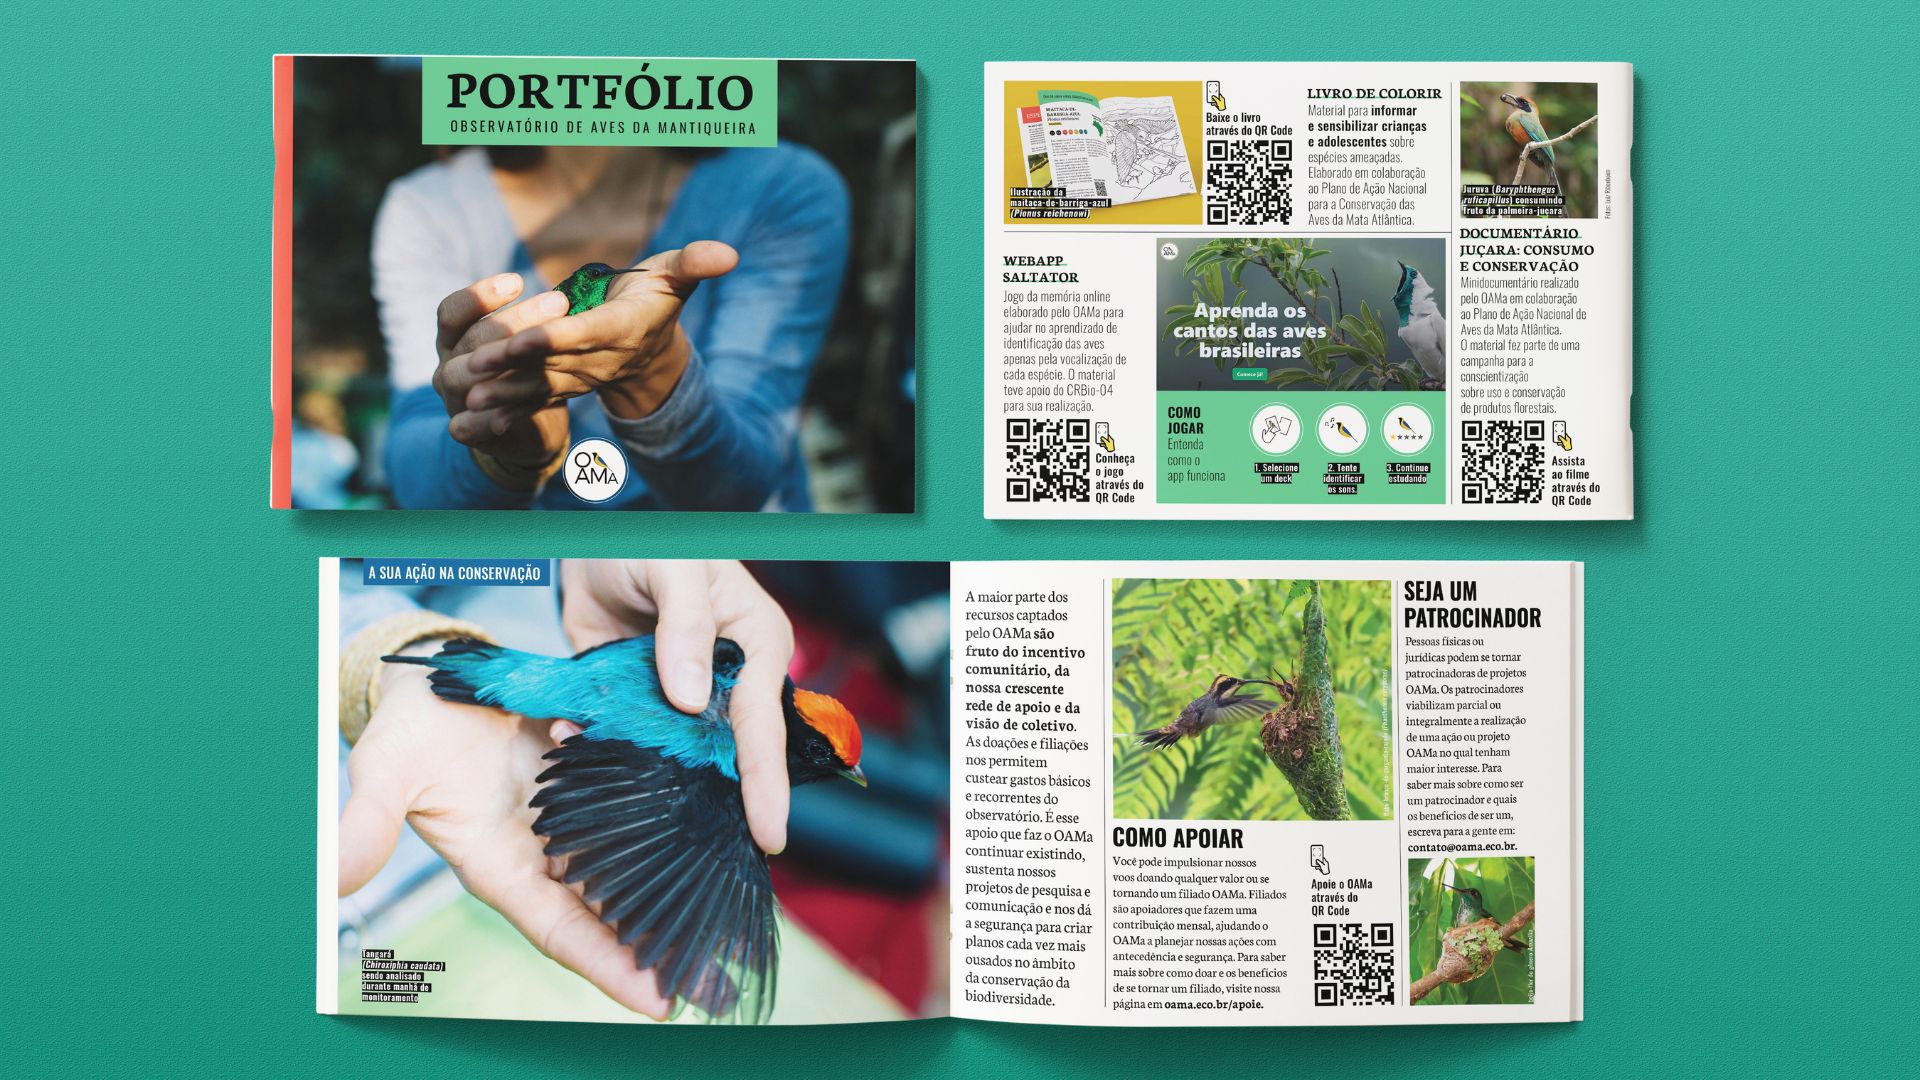 PORTFÓLIO
OBSERVATÓRIO DE AVES DA MANTIQUEIRA
OAMa
Ilustração da
maitaca-de-barriga-azul
(Pionus reichenowi)
MAITACA-DE-
BARRIGA-AZUL
Baixe o livro
através do QR Code
LIVRO DE COLORIR
Material para informar
e sensibilizar crianças
e adolescentes sobre
espécies ameaçadas.
Elaborado em colaboração
ao Plano de Ação Nacional
para a Conservação das
Aves da Mata Atlântica.
Juruva (Baryphthengus
ruficapillus) consumindo
fruto da palmeira-juçara
WEBAPP
SALTATOR
Jogo da memória online
elaborado pelo OAMa para
ajudar no aprendizado de
identificação das aves
apenas pela vocalização de
cada espécie. O material
teve apoio do CRBio-04
para sua realização.
Conheça
o jogo
através do
QR Code
OAMa
Aprenda os
cantos das aves
brasileiras
Comece já!
COMO
JOGAR
Entenda
como o
app funciona
1. Selecione
um deck
2. Tente
identificar
os sons.
3. Continue
estudando
DOCUMENTÁRIO
JUÇARA: CONSUMO
E CONSERVAÇÃO
Minidocumentário realizado
pelo OAMa em colaboração
ao Plano de Ação Nacional de
Aves da Mata Atlântica.
O material fez parte de uma
campanha para a
conscientização
sobre uso e conservação
de produtos florestais.
Assista
ao filme
através do
QR Code
A SUA AÇÃO NA CONSERVAÇÃO
Tangará
(Chiroxiphia caudata)
sendo analisado
durante manhã de
monitoramento
A maior parte dos
recursos captados
pelo OAMa são
fruto do incentivo
comunitário, da
nossa crescente
rede de apoio e da
visão de coletivo.
As doações e filiações
nos permitem
custear gastos básicos
e recorrentes do
observatório. É esse
apoio que faz o OAMa
continuar existindo,
sustenta nossos
projetos de pesquisa e
comunicação e nos dá
a segurança para criar
planos cada vez mais
ousados no âmbito
da conservação da
biodiversidade.
COMO APOIAR
Você pode impulsionar nossos
voos doando qualquer valor ou se
tornando um filiado OAMa. Filiados
são apoiadores que fazem uma
contribuição mensal, ajudando o
OAMa a planejar nossas ações com
antecedência e segurança. Para saber
mais sobre como doar e os benefícios
de se tornar um filiado, visite nossa
página em oama.eco.br/apoie.
Apoie o OAMa
através do
QR Code
SEJA UM
PATROCINADOR
Pessoas físicas ou
jurídicas podem se tornar
patrocinadoras de projetos
OAMa. Os patrocinadores
viabilizam parcial ou
integralmente a realização
de uma ação ou projeto
OAMa no qual tenham
maior interesse. Para
saber mais sobre como ser
um patrocinador e quais
os benefícios de ser um,
escreva para a gente em:
contato@oama.eco.br.